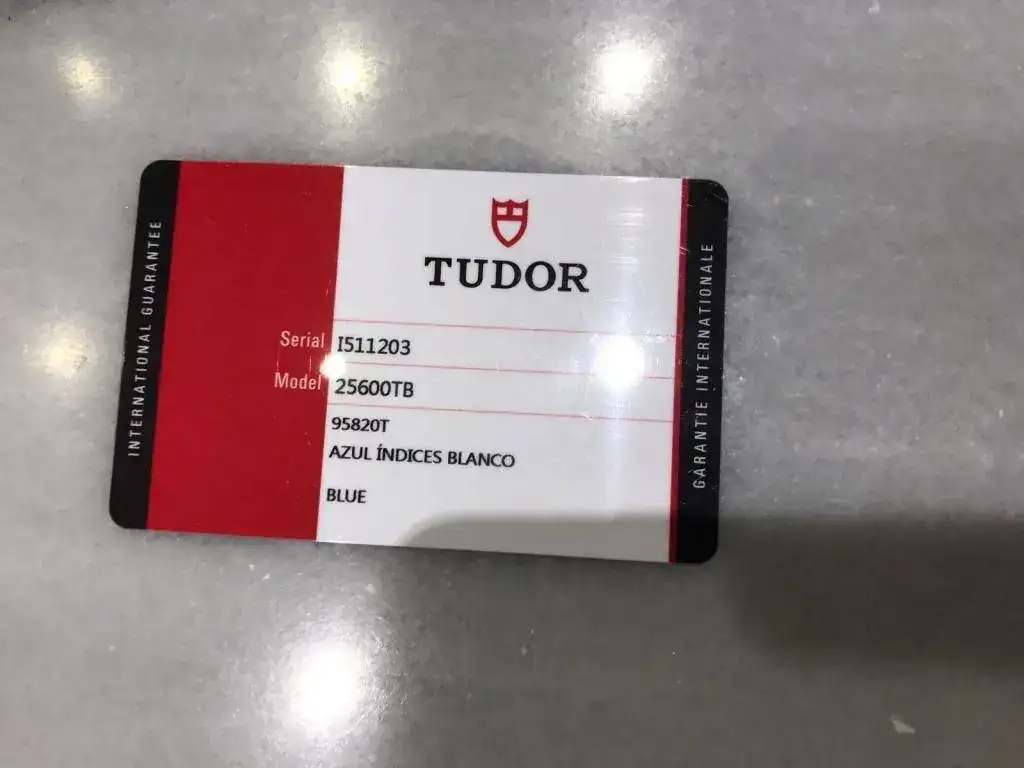 INTERNATIONAL GUARANTEE
TUDOR
Serial I511203
Model 25600TB
95820T
AZUL ÍNDICES BLANCO
BLUE
GARANTIE INTERNATIONALE